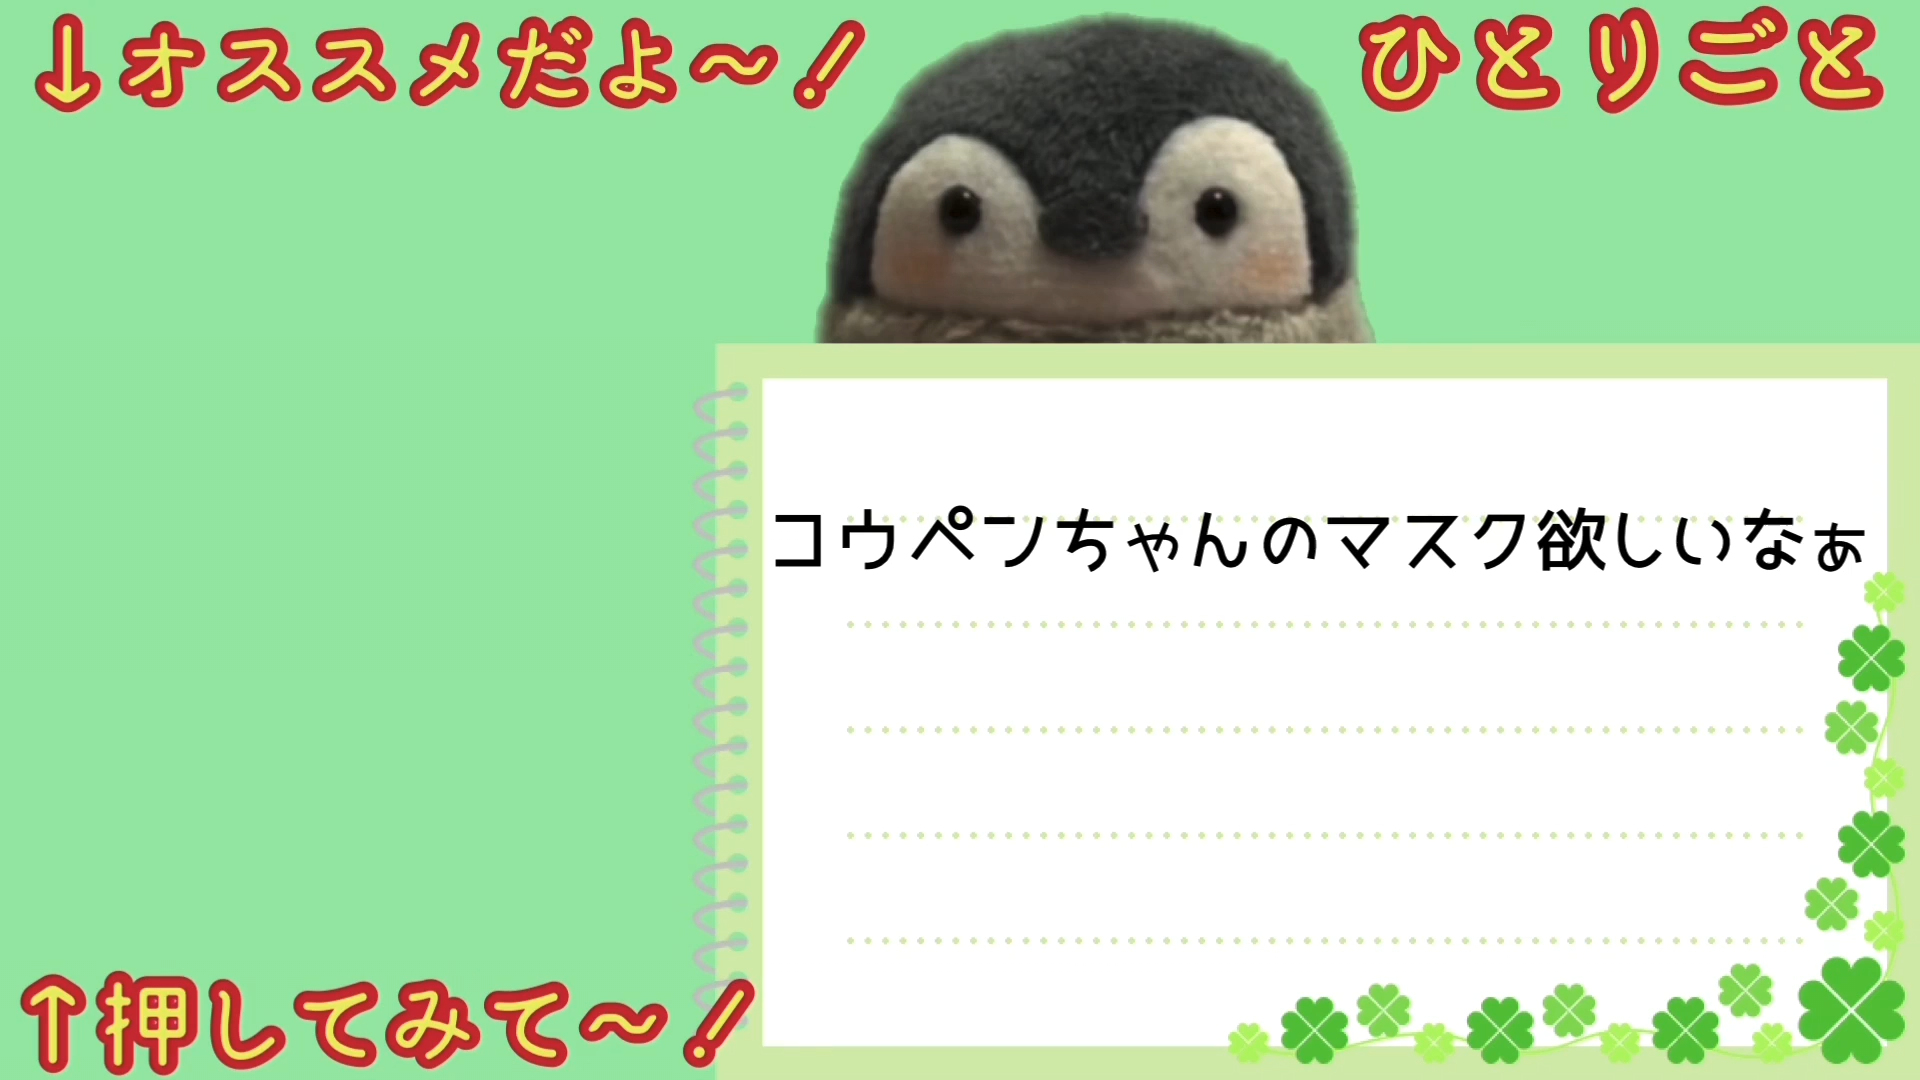 ↓オススメだよ〜！
ひとりごと
コウペンちゃんのマスク欲しいなぁ
↑押してみて〜！